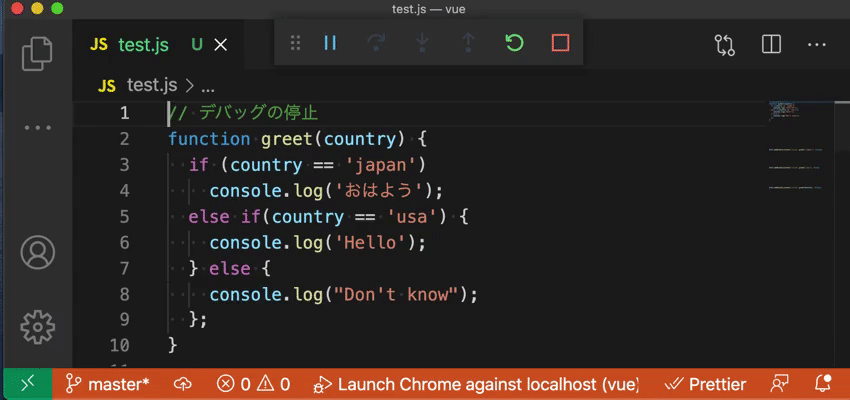 test.js — vue
JS test.js U
JS test.js > ...
1 // デバッグの停止
2 function greet(country) {
3 if (country == 'japan')
4 console.log('おはよう');
5 else if(country == 'usa') {
6 console.log('Hello');
7 } else {
8 console.log("Don't know");
9 };
10 }
11
master* 0 0 Launch Chrome against localhost (vue) Prettier